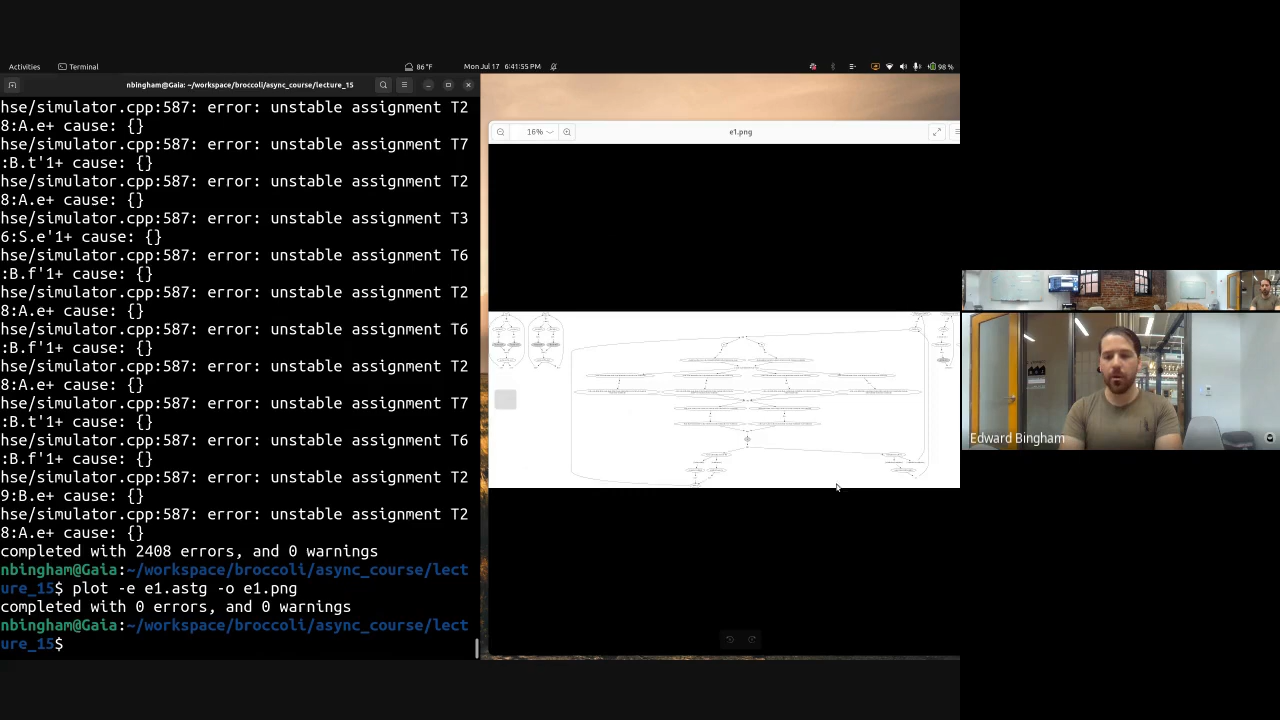 Activities
Terminal
86 °F
Mon Jul 17 6:41:55 PM
98 %
nbingham@Gaia: ~/workspace/broccoli/async_course/lecture_15
hse/simulator.cpp:587: error: unstable assignment T2
8:A.e+ cause: {}
hse/simulator.cpp:587: error: unstable assignment T7
:B.t'1+ cause: {}
hse/simulator.cpp:587: error: unstable assignment T2
8:A.e+ cause: {}
hse/simulator.cpp:587: error: unstable assignment T3
6:S.e'1+ cause: {}
hse/simulator.cpp:587: error: unstable assignment T6
:B.f'1+ cause: {}
hse/simulator.cpp:587: error: unstable assignment T2
8:A.e+ cause: {}
hse/simulator.cpp:587: error: unstable assignment T6
:B.f'1+ cause: {}
hse/simulator.cpp:587: error: unstable assignment T2
8:A.e+ cause: {}
hse/simulator.cpp:587: error: unstable assignment T7
:B.t'1+ cause: {}
hse/simulator.cpp:587: error: unstable assignment T6
:B.f'1+ cause: {}
hse/simulator.cpp:587: error: unstable assignment T2
9:B.e+ cause: {}
hse/simulator.cpp:587: error: unstable assignment T2
8:A.e+ cause: {}
completed with 2408 errors, and 0 warnings
nbingham@Gaia:~/workspace/broccoli/async_course/lect
ure_15$ plot -e e1.astg -o e1.png
completed with 0 errors, and 0 warnings
nbingham@Gaia:~/workspace/broccoli/async_course/lect
ure_15$
16%
e1.png
Edward Bingham